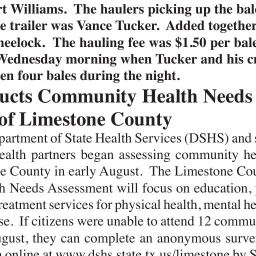 t Williams.  The haulers picking up the bal
e trailer was Vance Tucker.  Added together
neelock.  The hauling fee was $1.50 per bale
Wednesday morning when Tucker and his cr
en four bales during the night.
ucts Community Health Needs
of Limestone County
partment of State Health Services (DSHS) and
ealth partners began assessing community he
e County in early August.  The Limestone Cou
h Needs Assessment will focus on education,
reatment services for physical health, mental he
se.  If citizens were unable to attend 12 commu
ugust, they can complete an anonymous surve
online at www.dshs.state.tx.us/limestone by S